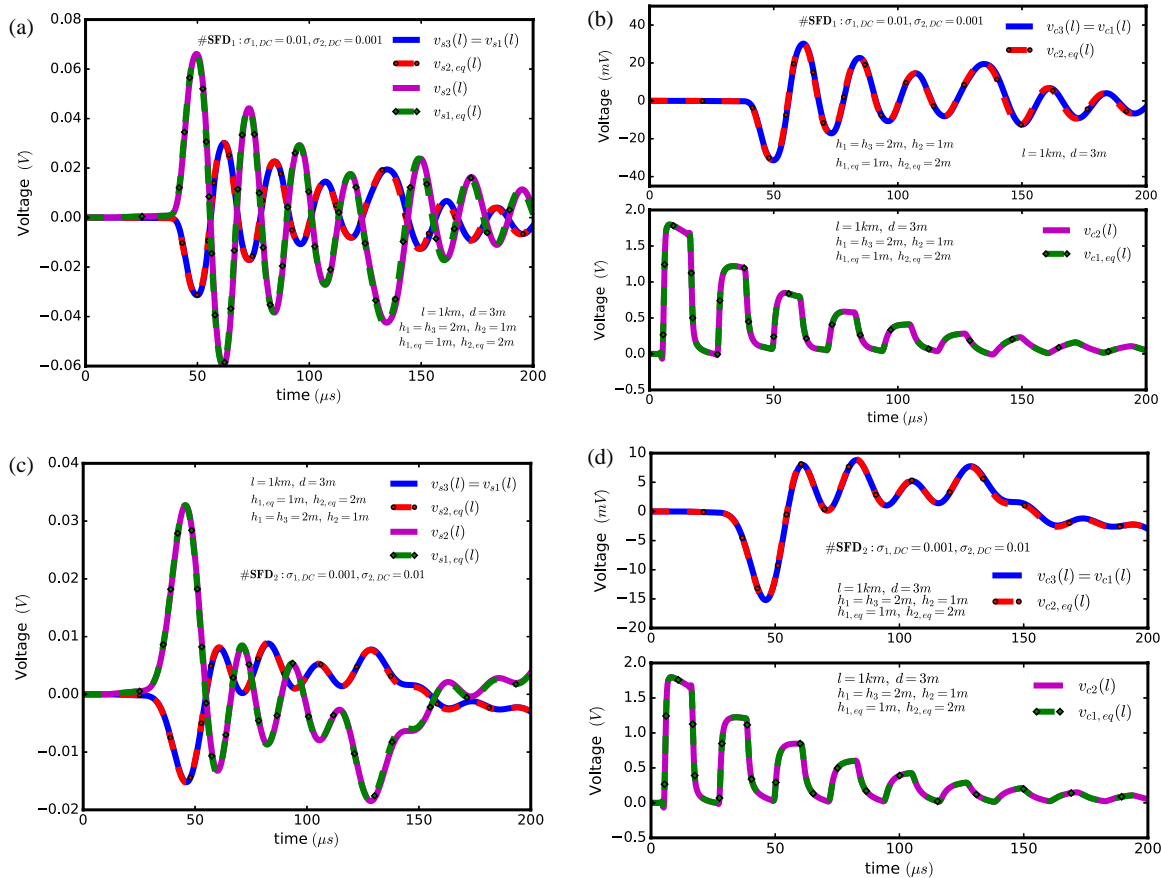 (a)
0.08
0.06
0.04
0.02
0.00
−0.02
−0.04
−0.06
Voltage (V)
#SFD₁ : σ₁,DC = 0.01, σ₂,DC = 0.001
vs3(l) = vs1(l)
vs2,eq(l)
vs2(l)
vs1,eq(l)
l = 1km, d = 3m
h₁ = h₃ = 2m, h₂ = 1m
h₁,eq = 1m, h₂,eq = 2m
0 50 100 150 200
time (μs)
(b)
40
20
0
−20
−40
Voltage (mV)
#SFD₁ : σ₁,DC = 0.01, σ₂,DC = 0.001
vc3(l) = vc1(l)
vc2,eq(l)
h₁ = h₃ = 2m, h₂ = 1m
h₁,eq = 1m, h₂,eq = 2m
l = 1km, d = 3m
2.0
1.5
1.0
0.5
0.0
−0.5
Voltage (V)
l = 1km, d = 3m
h₁ = h₃ = 2m, h₂ = 1m
h₁,eq = 1m, h₂,eq = 2m
vc2(l)
vc1,eq(l)
0 50 100 150 200
time (μs)
(c)
0.04
0.03
0.02
0.01
0.00
−0.01
−0.02
Voltage (V)
l = 1km, d = 3m
h₁,eq = 1m, h₂,eq = 2m
h₁ = h₃ = 2m, h₂ = 1m
vs3(l) = vs1(l)
vs2,eq(l)
vs2(l)
vs1,eq(l)
#SFD₂ : σ₁,DC = 0.001, σ₂,DC = 0.01
0 50 100 150 200
time (μs)
(d)
10
5
0
−5
−10
−15
−20
Voltage (mV)
#SFD₂ : σ₁,DC = 0.001, σ₂,DC = 0.01
l = 1km, d = 3m
h₁ = h₃ = 2m, h₂ = 1m
h₁,eq = 1m, h₂,eq = 2m
vc3(l) = vc1(l)
vc2,eq(l)
2.0
1.5
1.0
0.5
0.0
−0.5
Voltage (V)
l = 1km, d = 3m
h₁ = h₃ = 2m, h₂ = 1m
h₁,eq = 1m, h₂,eq = 2m
vc2(l)
vc1,eq(l)
0 50 100 150 200
time (μs)